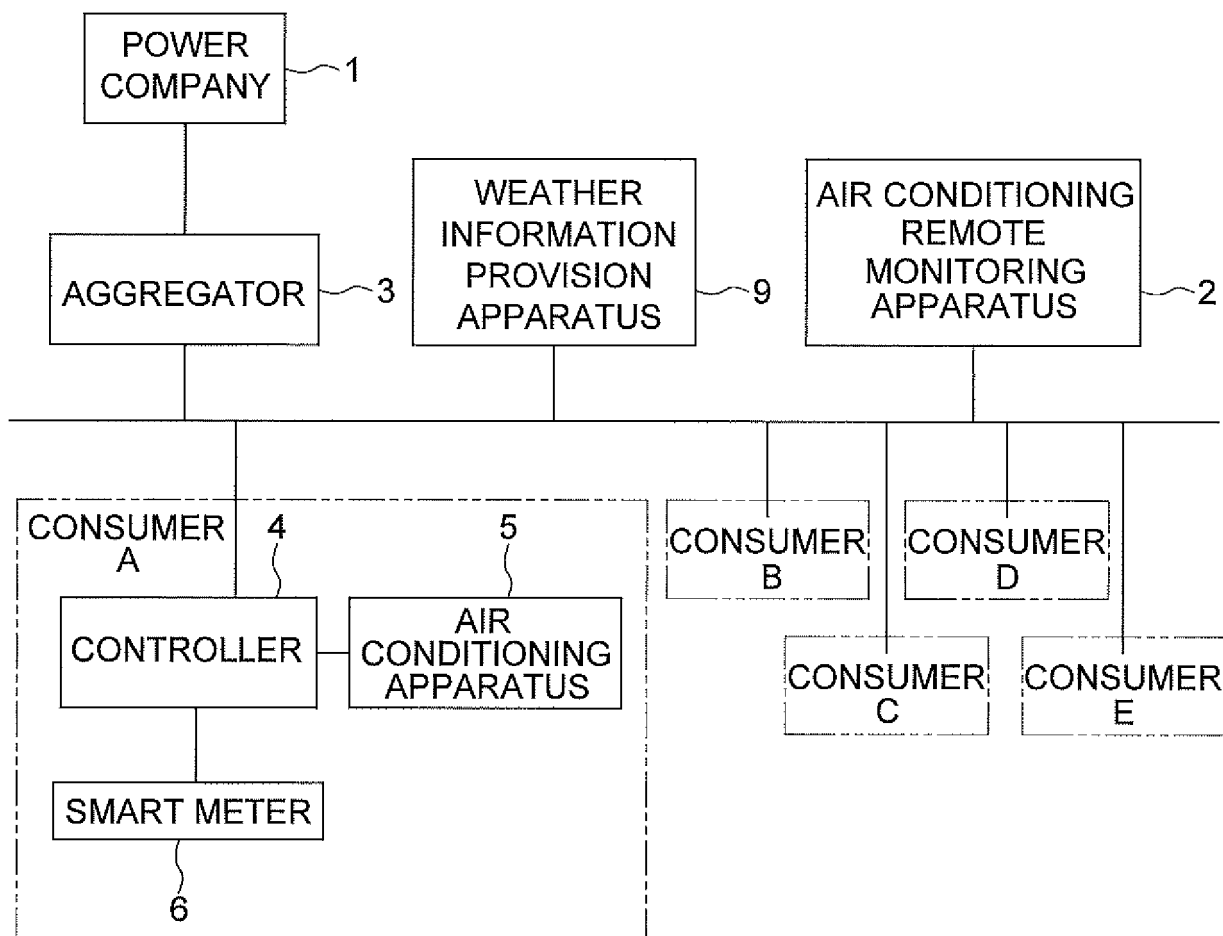 POWER
COMPANY
1
WEATHER
INFORMATION
PROVISION
APPARATUS
9
AIR CONDITIONING
REMOTE
MONITORING
APPARATUS
2
AGGREGATOR
3
CONSUMER
A
4
CONTROLLER
5
AIR
CONDITIONING
APPARATUS
SMART METER
6
CONSUMER
B
CONSUMER
D
CONSUMER
C
CONSUMER
E